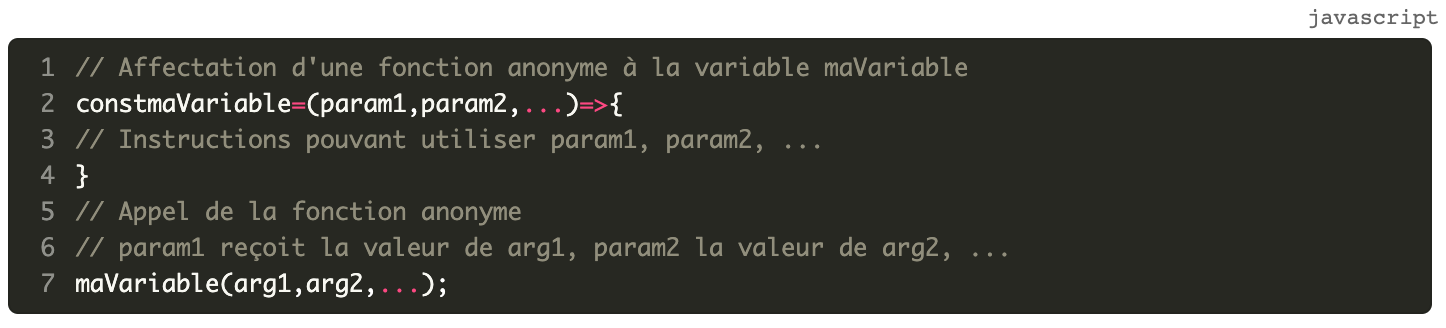 javascript
1 // Affectation d'une fonction anonyme à la variable maVariable
2 constmaVariable=(param1,param2,...)=>{
3 // Instructions pouvant utiliser param1, param2, ...
4 }
5 // Appel de la fonction anonyme
6 // param1 reçoit la valeur de arg1, param2 la valeur de arg2, ...
7 maVariable(arg1,arg2,...);